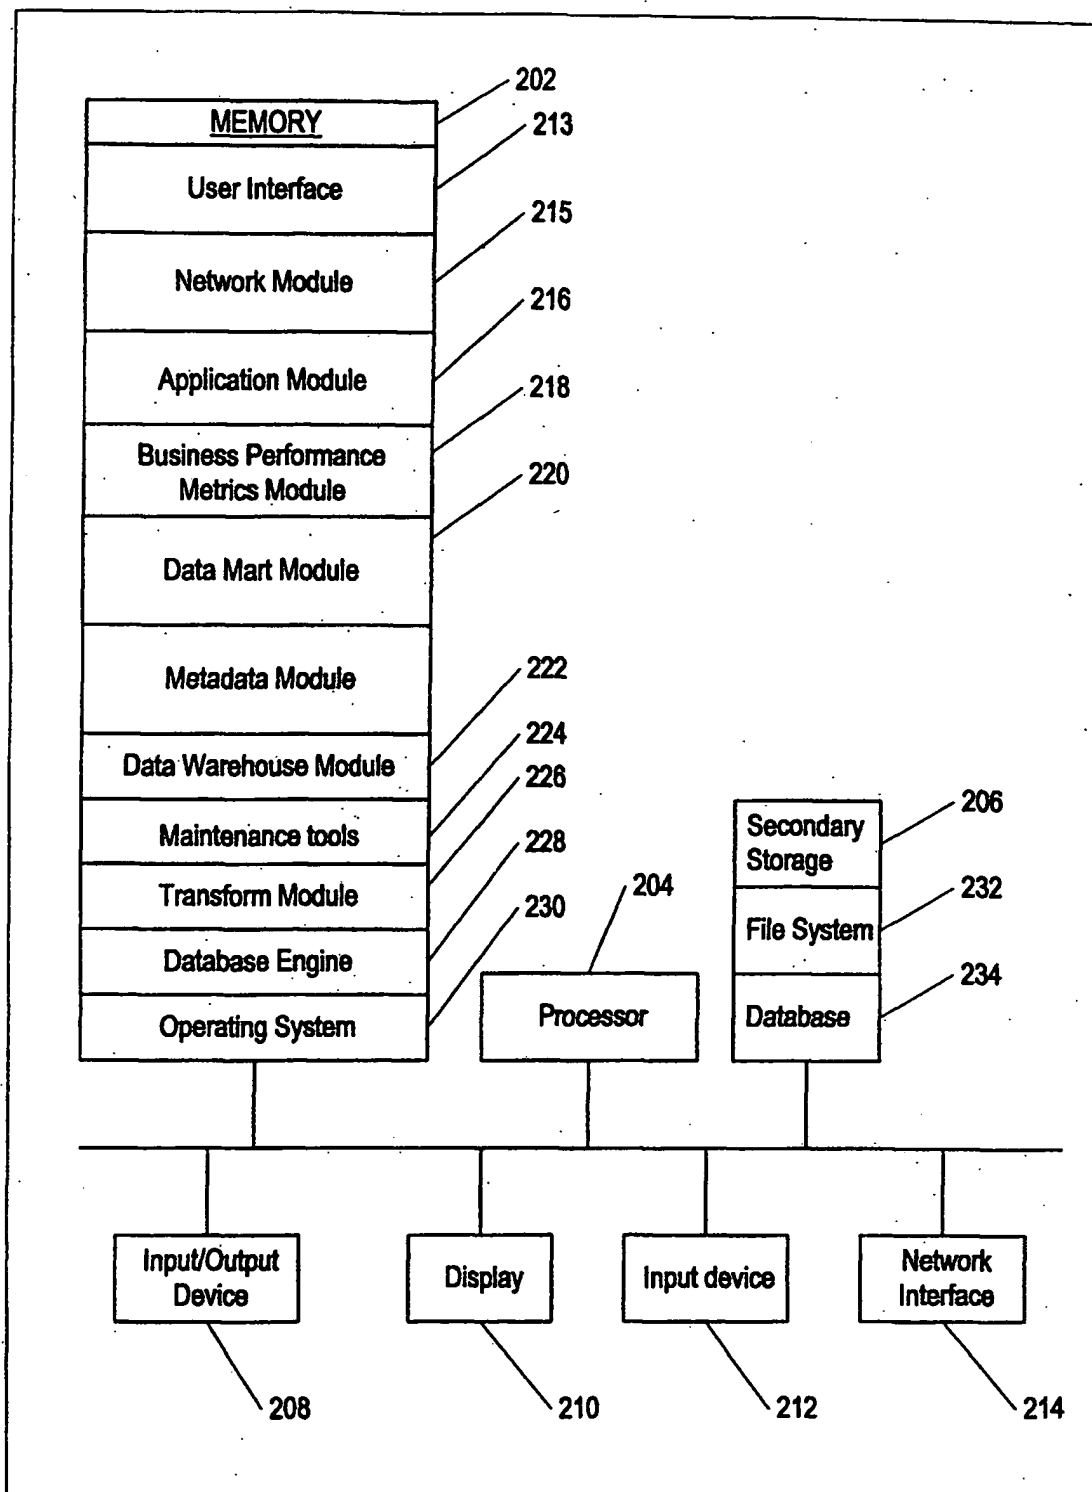 202
MEMORY
213
User Interface
215
Network Module
216
Application Module
218
Business Performance
Metrics Module
220
Data Mart Module
Metadata Module
222
Data Warehouse Module
224
Maintenance tools
226
Transform Module
228
Database Engine
230
Operating System
204
Processor
206
Secondary
Storage
232
File System
234
Database
Input/Output
Device
Display
Input device
Network
Interface
208
210
212
214